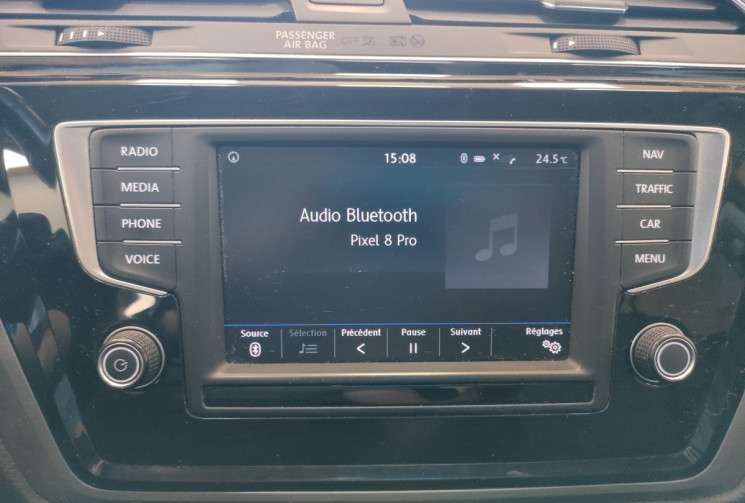 PASSENGER
AIR BAG OFF
RADIO
MEDIA
PHONE
VOICE
15:08 24.5°C
Audio Bluetooth
Pixel 8 Pro
Source Sélection Précédent Pause Suivant Réglages
NAV
TRAFFIC
CAR
MENU